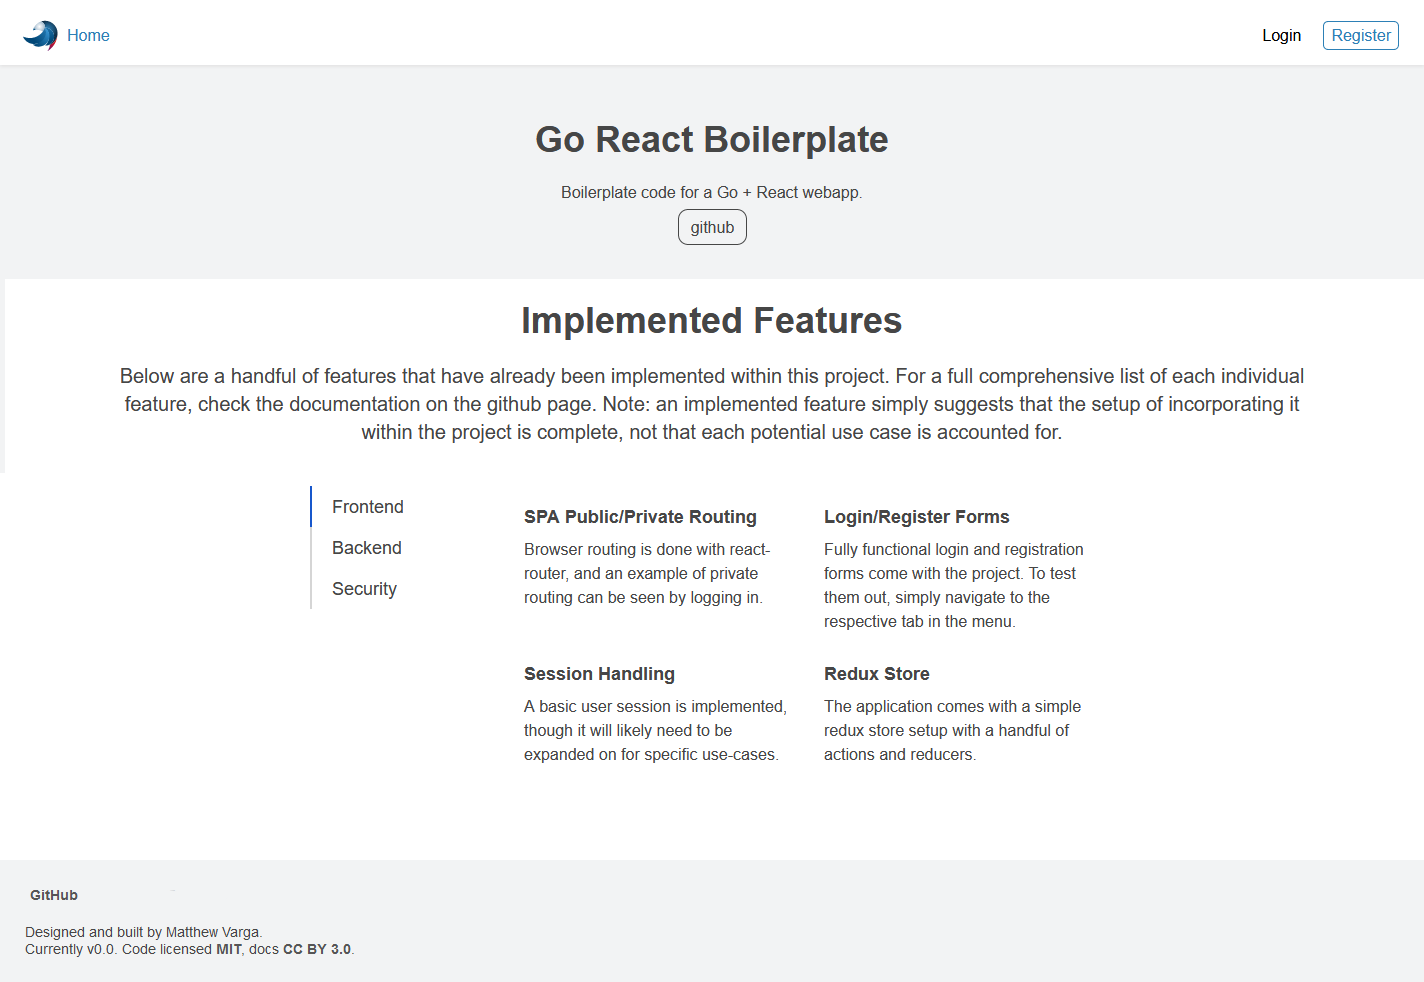 Home
Login
Register
Go React Boilerplate
Boilerplate code for a Go + React webapp.
github
Implemented Features
Below are a handful of features that have already been implemented within this project. For a full comprehensive list of each individual
feature, check the documentation on the github page. Note: an implemented feature simply suggests that the setup of incorporating it
within the project is complete, not that each potential use case is accounted for.
Frontend
Backend
Security
SPA Public/Private Routing
Browser routing is done with react-
router, and an example of private
routing can be seen by logging in.
Login/Register Forms
Fully functional login and registration
forms come with the project. To test
them out, simply navigate to the
respective tab in the menu.
Session Handling
A basic user session is implemented,
though it will likely need to be
expanded on for specific use-cases.
Redux Store
The application comes with a simple
redux store setup with a handful of
actions and reducers.
GitHub
Designed and built by Matthew Varga.
Currently v0.0. Code licensed MIT, docs CC BY 3.0.